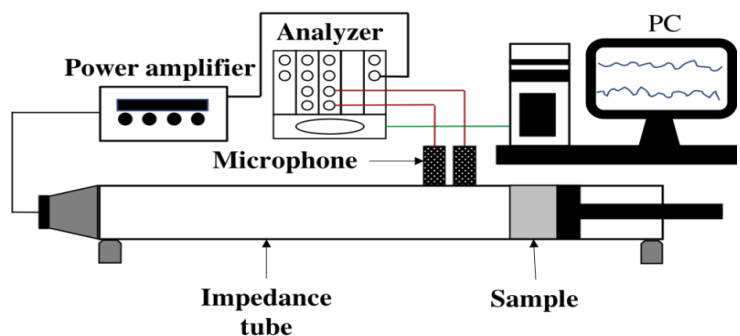 Analyzer
PC
Power amplifier
Microphone
Impedance
tube
Sample